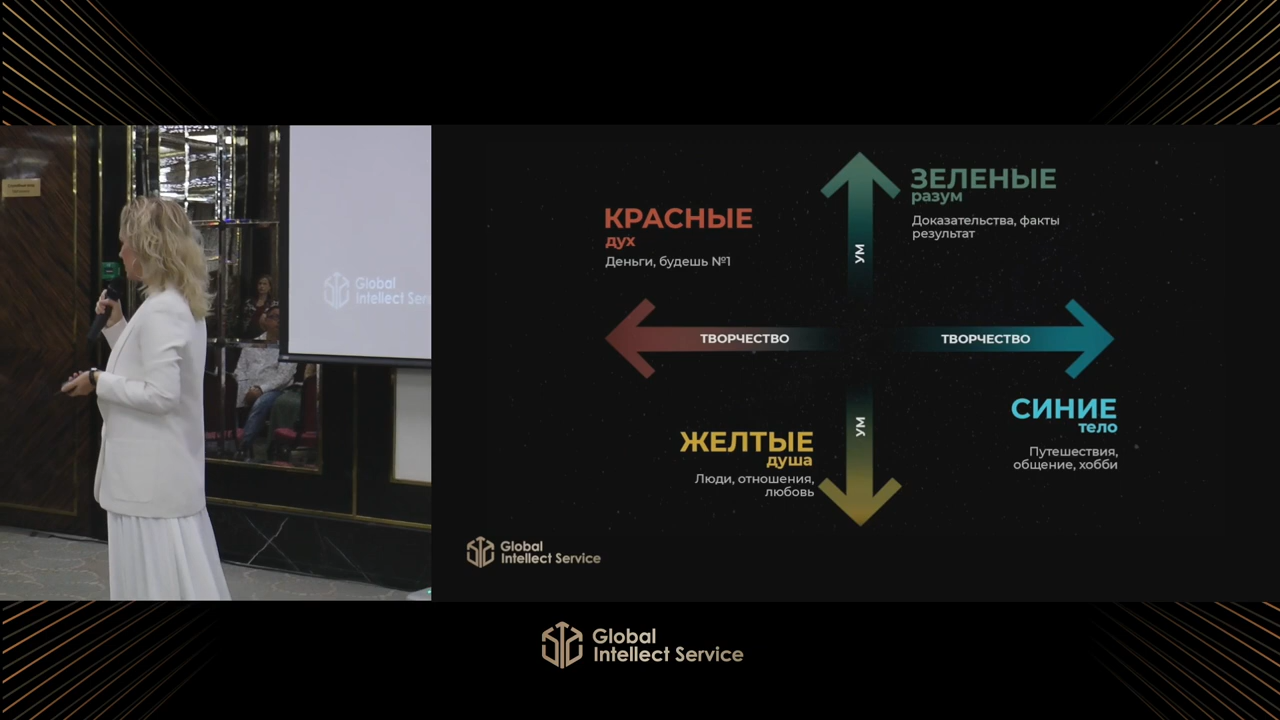 Global
Intellect Serv
КРАСНЫЕ
дух
Деньги, будешь №1
ЗЕЛЕНЫЕ
разум
Доказательства, факты
результат
УМ
ТВОРЧЕСТВО
ТВОРЧЕСТВО
УМ
ЖЕЛТЫЕ
душа
Люди, отношения,
любовь
СИНИЕ
тело
Путешествия,
общение, хобби
Global
Intellect Service
Global
Intellect Service